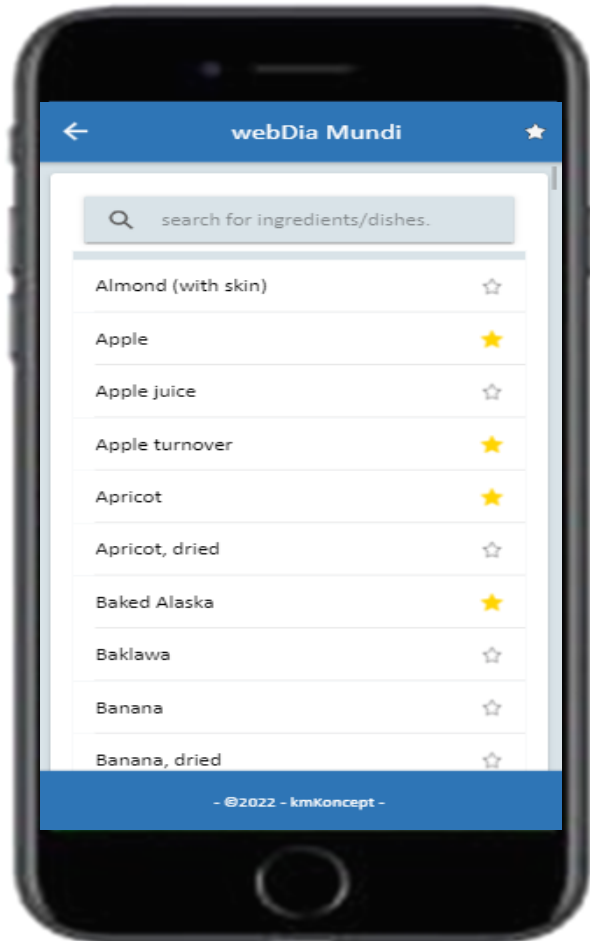 webDia Mundi
search for ingredients/dishes.
Almond (with skin)
Apple
Apple juice
Apple turnover
Apricot
Apricot, dried
Baked Alaska
Baklawa
Banana
Banana, dried
- ©2022 - kmKoncept -